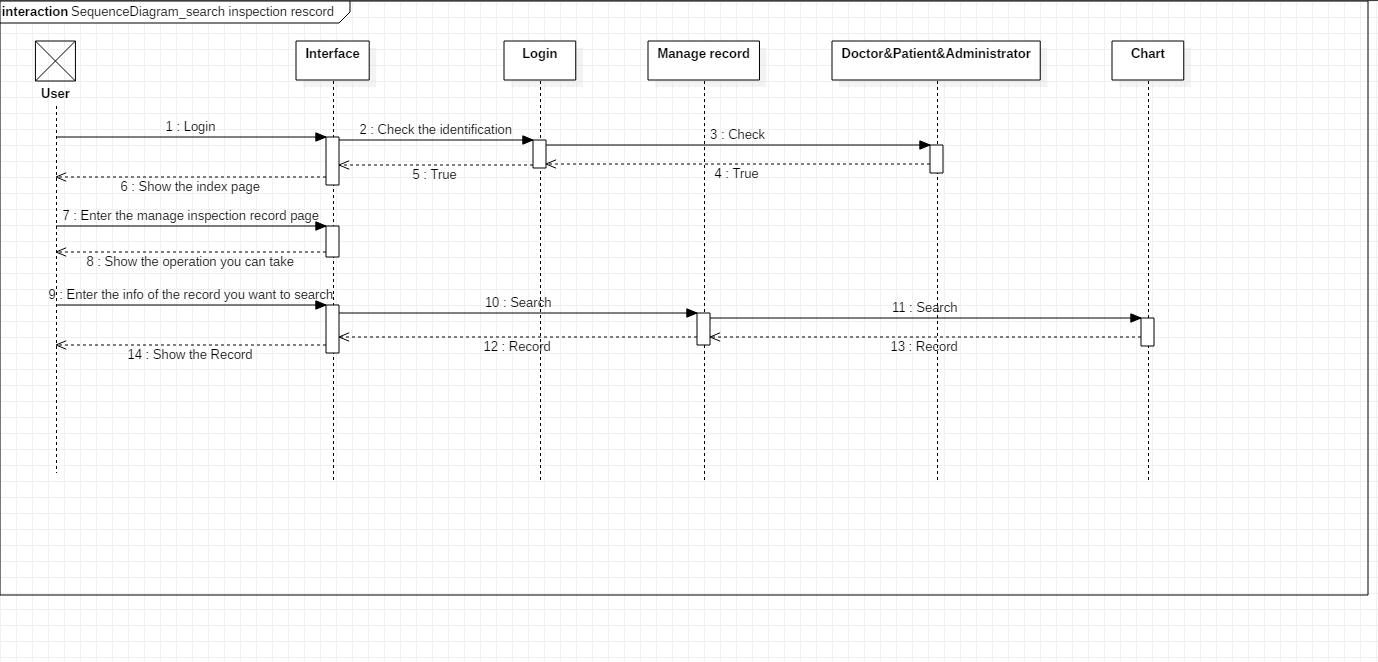 interaction SequenceDiagram_search inspection rescord
Interface
Login
Manage record
Doctor&Patient&Administrator
Chart
User
1 : Login
2 : Check the identification
3 : Check
4 : True
5 : True
6 : Show the index page
7 : Enter the manage inspection record page
8 : Show the operation you can take
9 : Enter the info of the record you want to search
10 : Search
11 : Search
12 : Record
13 : Record
14 : Show the Record